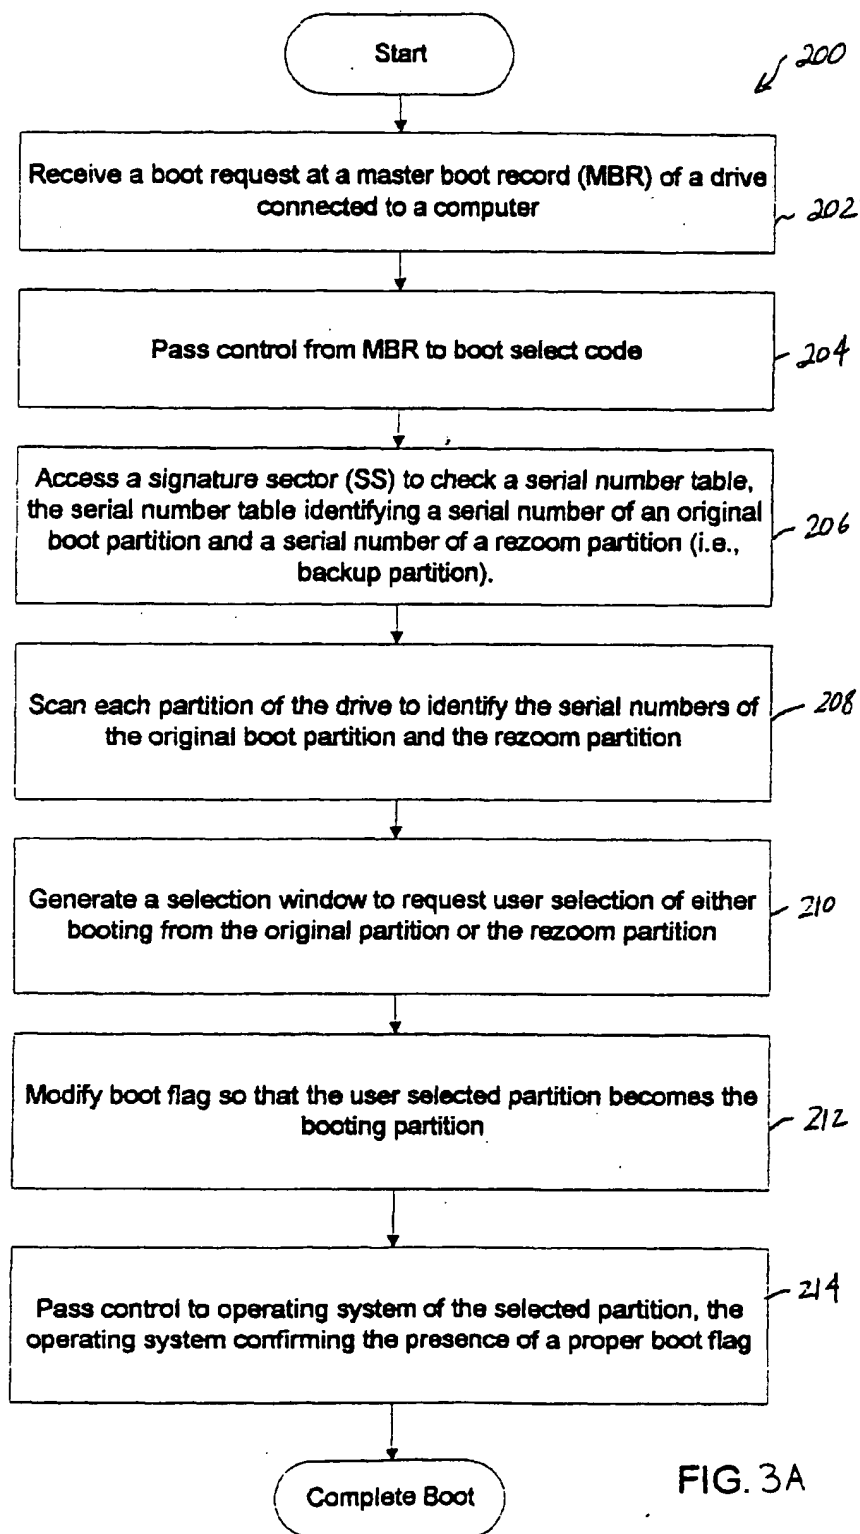 Start
200
Receive a boot request at a master boot record (MBR) of a drive
connected to a computer
202
Pass control from MBR to boot select code
204
Access a signature sector (SS) to check a serial number table,
the serial number table identifying a serial number of an original
boot partition and a serial number of a rezoom partition (i.e.,
backup partition).
206
Scan each partition of the drive to identify the serial numbers of
the original boot partition and the rezoom partition
208
Generate a selection window to request user selection of either
booting from the original partition or the rezoom partition
210
Modify boot flag so that the user selected partition becomes the
booting partition
212
Pass control to operating system of the selected partition, the
operating system confirming the presence of a proper boot flag
214
Complete Boot
FIG. 3A